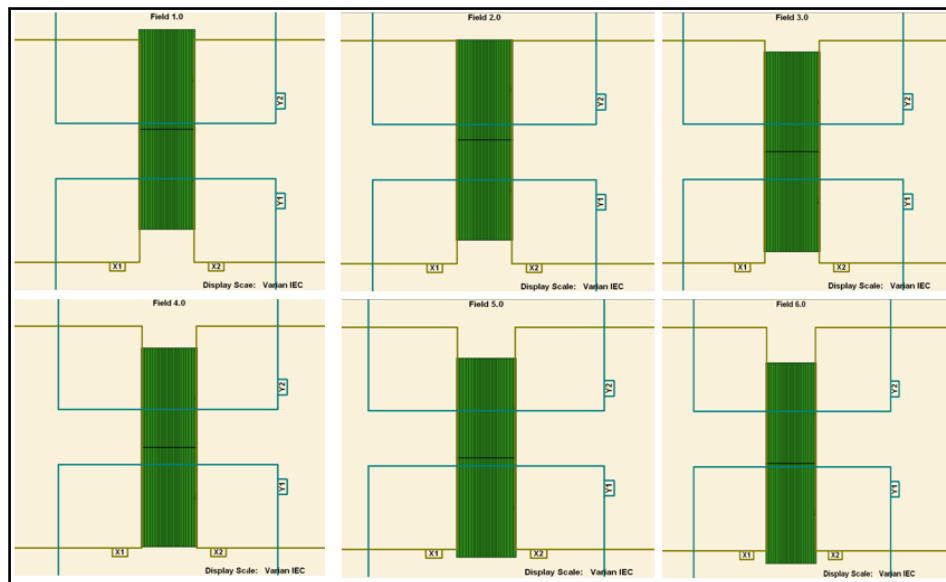 Field 1.0
Y2
Y1
X1 X2
Display Scale: Varian IEC
Field 2.0
Y2
Y1
X1 X2
Display Scale: Varian IEC
Field 3.0
Y2
Y1
X1 X2
Display Scale: Varian IEC
Field 4.0
Y2
Y1
X1 X2
Display Scale: Varian IEC
Field 5.0
Y2
Y1
X1 X2
Display Scale: Varian IEC
Field 6.0
Y2
Y1
X1 X2
Display Scale: Varian IEC